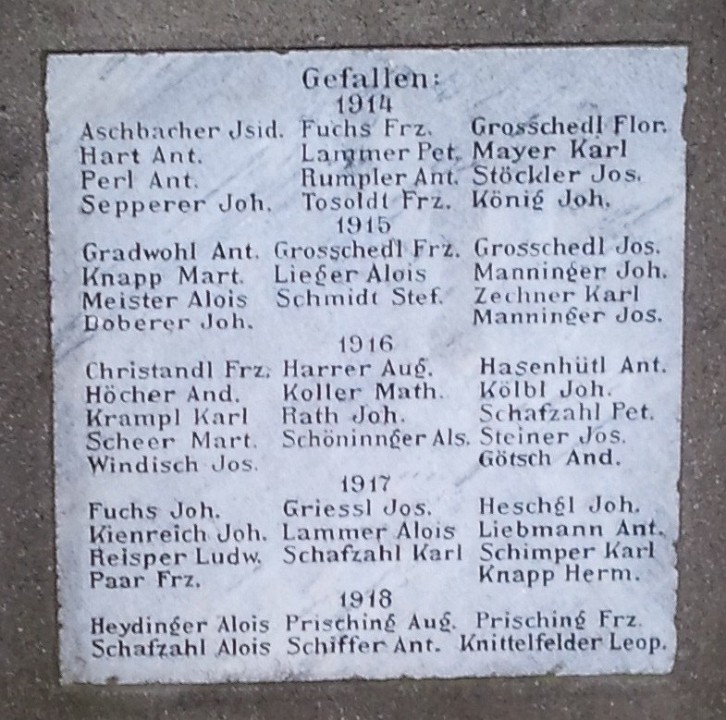 Gefallen:
1914
Aschbacher Jsid. Fuchs Frz. Grosschedl Flor.
Hart Ant. Lammer Pet. Mayer Karl
Perl Ant. Rumpler Ant. Stöckler Jos.
Sepperer Joh. Tosoldt Frz. König Joh.
1915
Gradwohl Ant. Grosschedl Frz. Grosschedl Jos.
Knapp Mart. Lieger Alois Manninger Joh.
Meister Alois Schmidt Stef. Zechner Karl
Doberer Joh. Manninger Jos.
1916
Christandl Frz. Harrer Aug. Hasenhütl Ant.
Höcher And. Koller Math. Kölbl Joh.
Krampl Karl Rath Joh. Schafzahl Pet.
Scheer Mart. Schöninnger Als. Steiner Jos.
Windisch Jos. Götsch And.
1917
Fuchs Joh. Griessl Jos. Heschgl Joh.
Kienreich Joh. Lammer Alois Liebmann Ant.
Reisper Ludw. Schafzahl Karl Schimper Karl
Paar Frz. Knapp Herm.
1918
Heydinger Alois Prisching Aug. Prisching Frz.
Schafzahl Alois Schiffer Ant. Knittelfelder Leop.